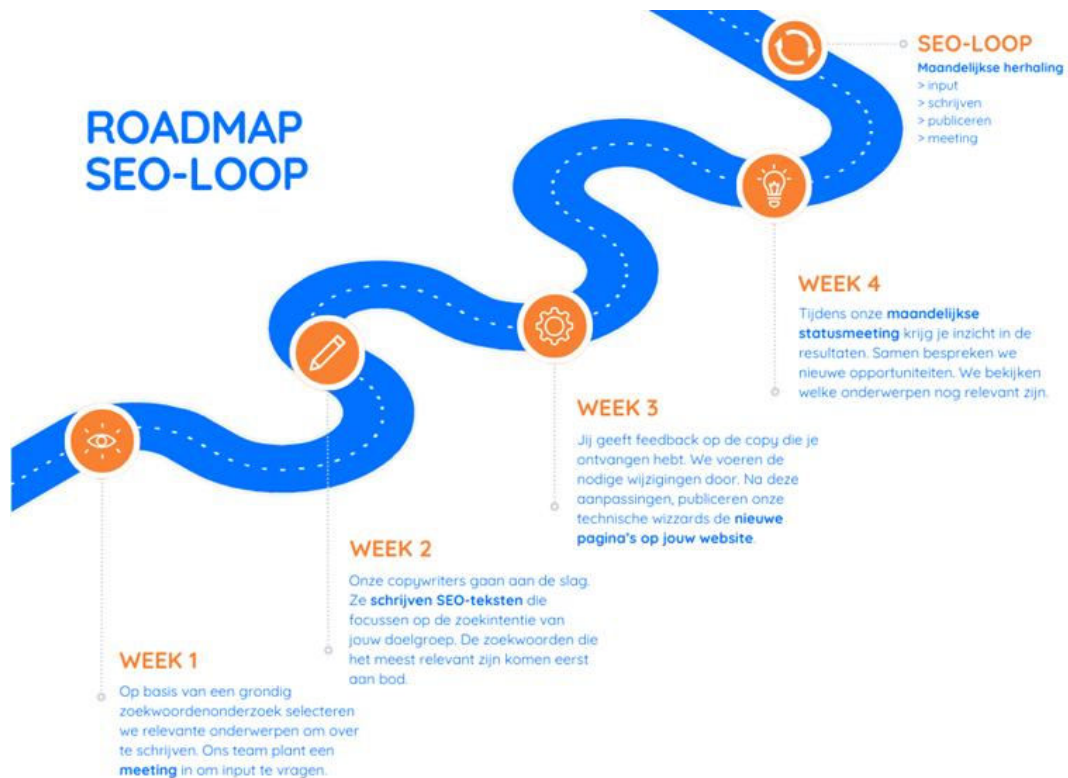 ROADMAP
SEO-LOOP
WEEK 1
Op basis van een grondig
zoekwoordenonderzoek selecteren
we relevante onderwerpen om over
te schrijven. Ons team plant een
meeting in om input te vragen.
WEEK 2
Onze copywriters gaan aan de slag.
Ze schrijven SEO-teksten die
focussen op de zoekintentie van
jouw doelgroep. De zoekwoorden die
het meest relevant zijn komen eerst
aan bod.
WEEK 3
Jij geeft feedback op de copy die je
ontvangen hebt. We voeren de
nodige wijzigingen door. Na deze
aanpassingen, publiceren onze
technische wizzards de nieuwe
pagina's op jouw website.
WEEK 4
Tijdens onze maandelijkse
statusmeeting krijg je inzicht in de
resultaten. Samen bespreken we
nieuwe opportuniteiten. We bekijken
welke onderwerpen nog relevant zijn.
SEO-LOOP
Maandelijkse herhaling
> input
> schrijven
> publiceren
> meeting